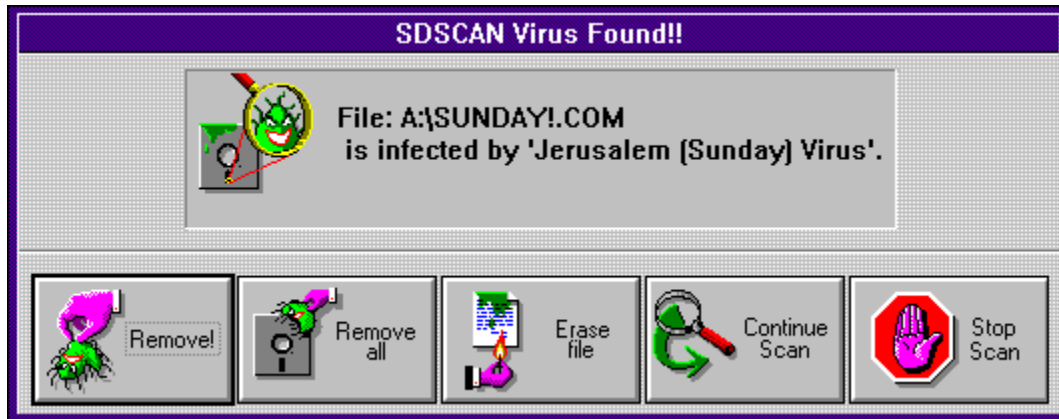 SDSCAN Virus Found!!
File: A:\SUNDAY!.COM
is infected by 'Jerusalem (Sunday) Virus'.
Remove!
Remove
all
Erase
file
Continue
Scan
Stop
Scan